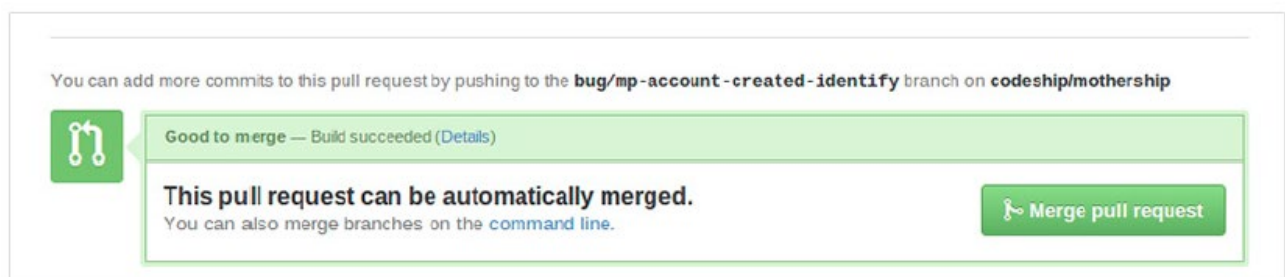 You can add more commits to this pull request by pushing to the bug/mp-account-created-identify branch on codeship/mothership
Good to merge — Build succeeded (Details)
This pull request can be automatically merged.
You can also merge branches on the command line.
Merge pull request